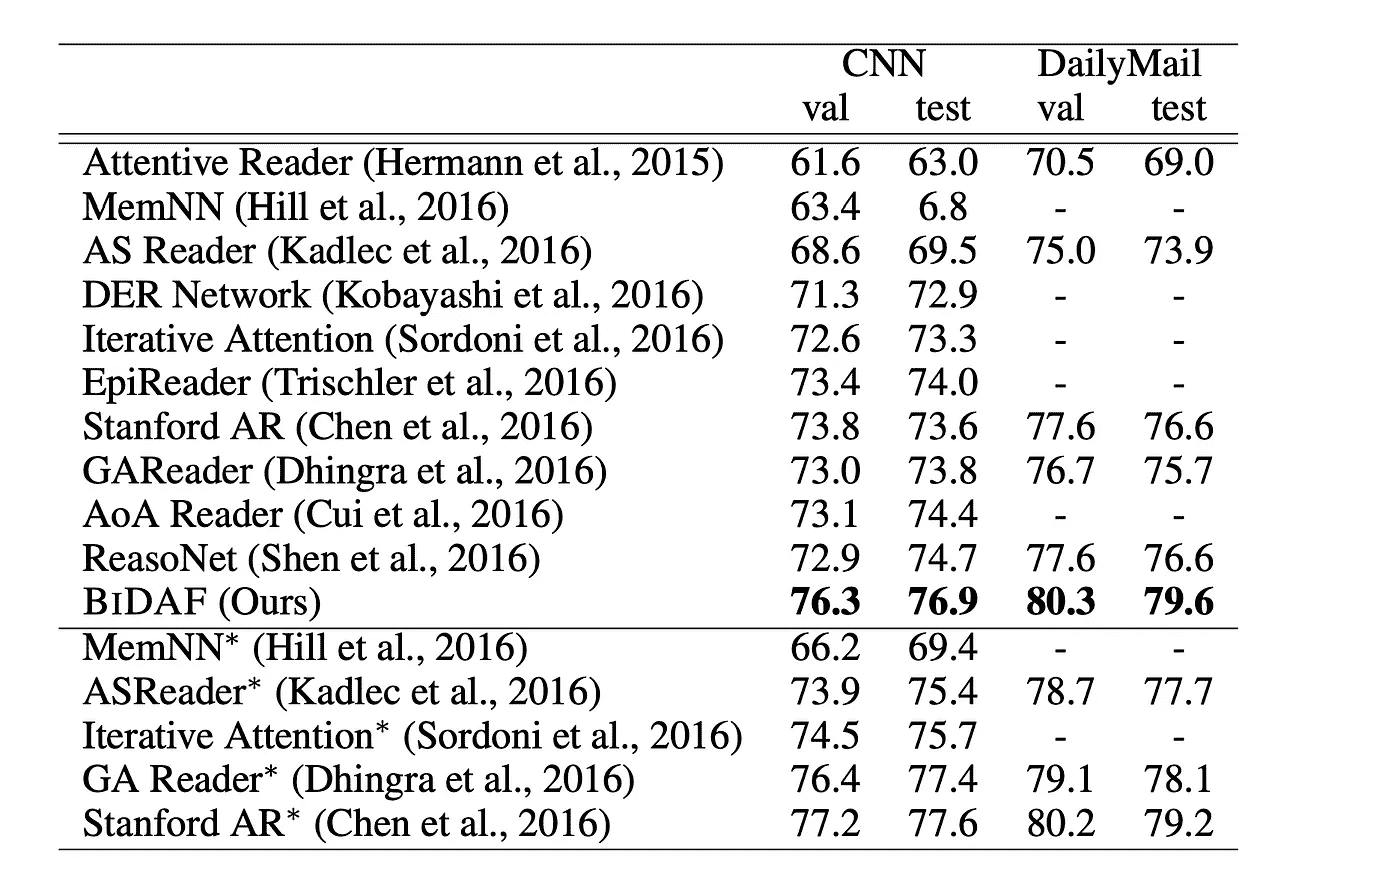 CNN DailyMail
val test val test
Attentive Reader (Hermann et al., 2015) 61.6 63.0 70.5 69.0
MemNN (Hill et al., 2016) 63.4 6.8 - -
AS Reader (Kadlec et al., 2016) 68.6 69.5 75.0 73.9
DER Network (Kobayashi et al., 2016) 71.3 72.9 - -
Iterative Attention (Sordoni et al., 2016) 72.6 73.3 - -
EpiReader (Trischler et al., 2016) 73.4 74.0 - -
Stanford AR (Chen et al., 2016) 73.8 73.6 77.6 76.6
GAReader (Dhingra et al., 2016) 73.0 73.8 76.7 75.7
AoA Reader (Cui et al., 2016) 73.1 74.4 - -
ReasoNet (Shen et al., 2016) 72.9 74.7 77.6 76.6
BIDAF (Ours) 76.3 76.9 80.3 79.6
MemNN* (Hill et al., 2016) 66.2 69.4 - -
ASReader* (Kadlec et al., 2016) 73.9 75.4 78.7 77.7
Iterative Attention* (Sordoni et al., 2016) 74.5 75.7 - -
GA Reader* (Dhingra et al., 2016) 76.4 77.4 79.1 78.1
Stanford AR* (Chen et al., 2016) 77.2 77.6 80.2 79.2